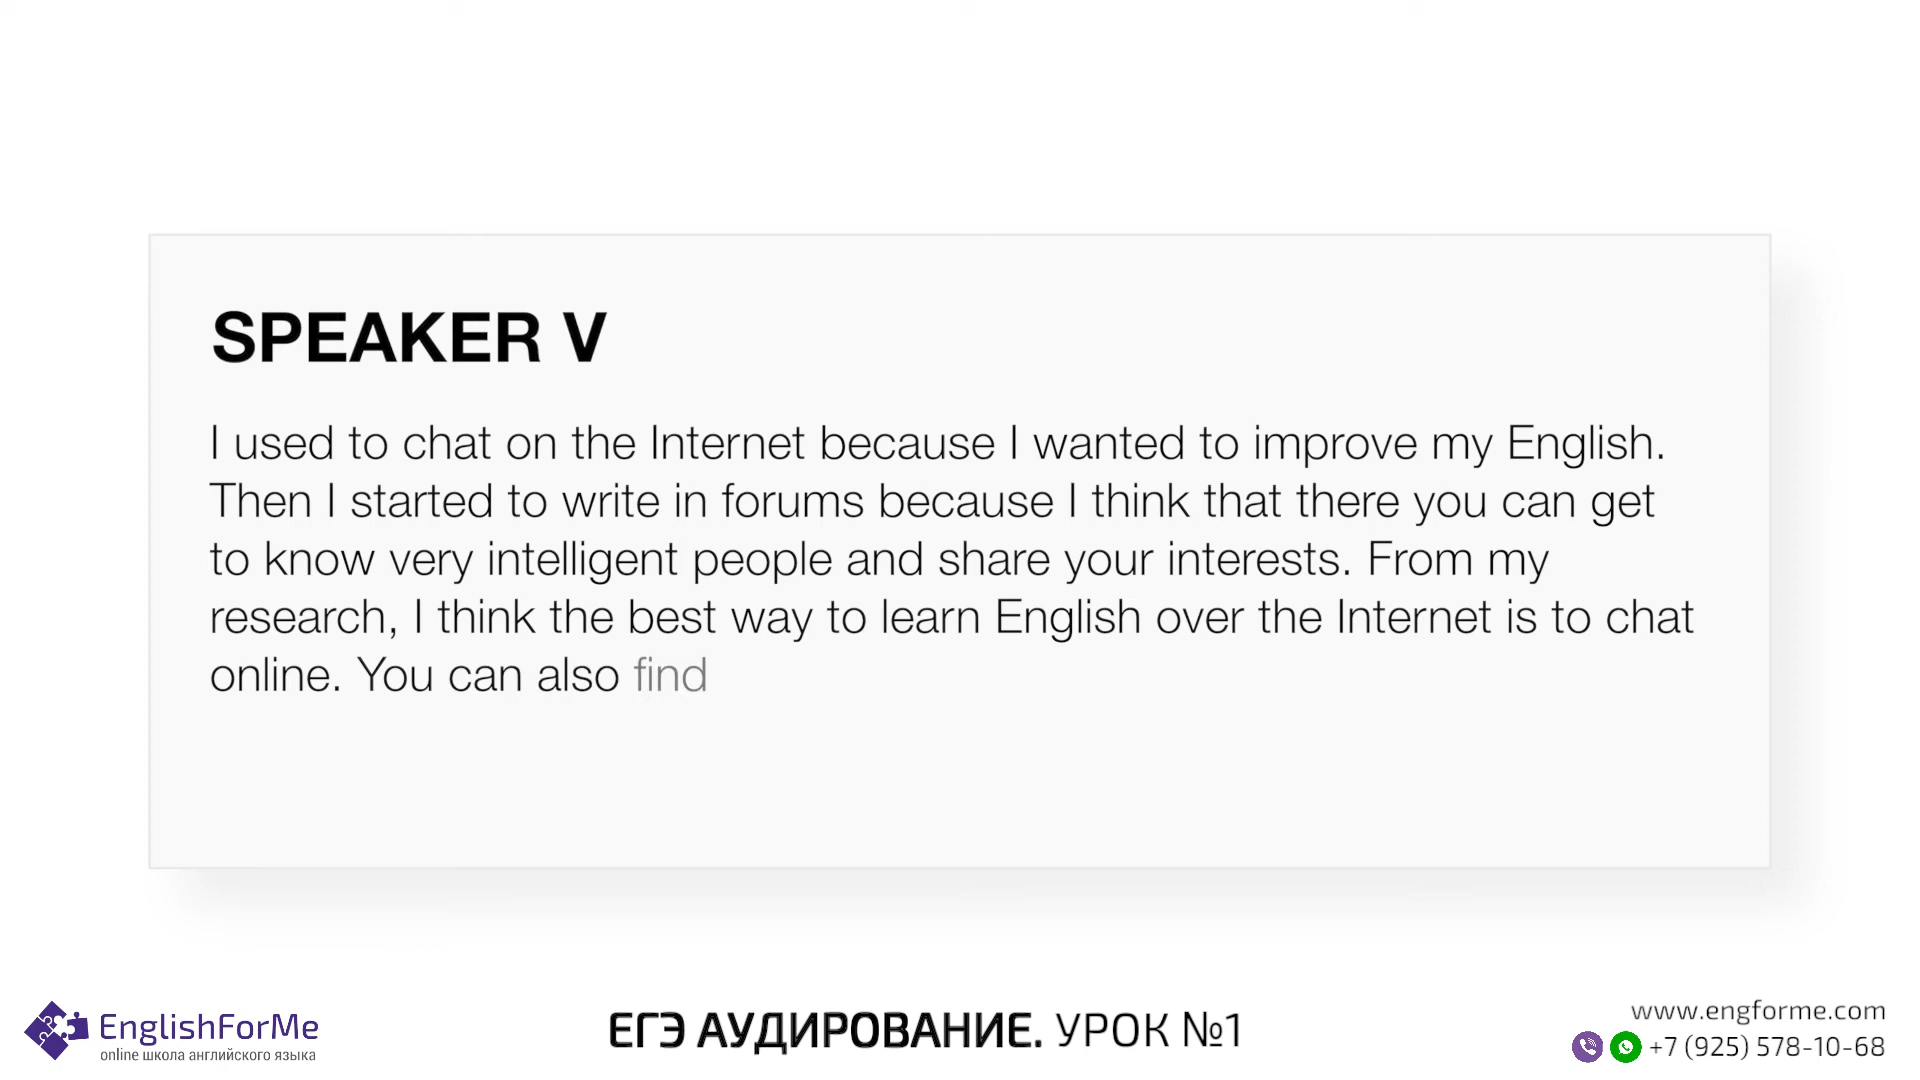 SPEAKER V
I used to chat on the Internet because I wanted to improve my English.
Then I started to write in forums because I think that there you can get
to know very intelligent people and share your interests. From my
research, I think the best way to learn English over the Internet is to chat
online. You can also find
EnglishForMe
online школа английского языка
ЕГЭ АУДИРОВАНИЕ. УРОК №1
www.engforme.com
+7 (925) 578-10-68